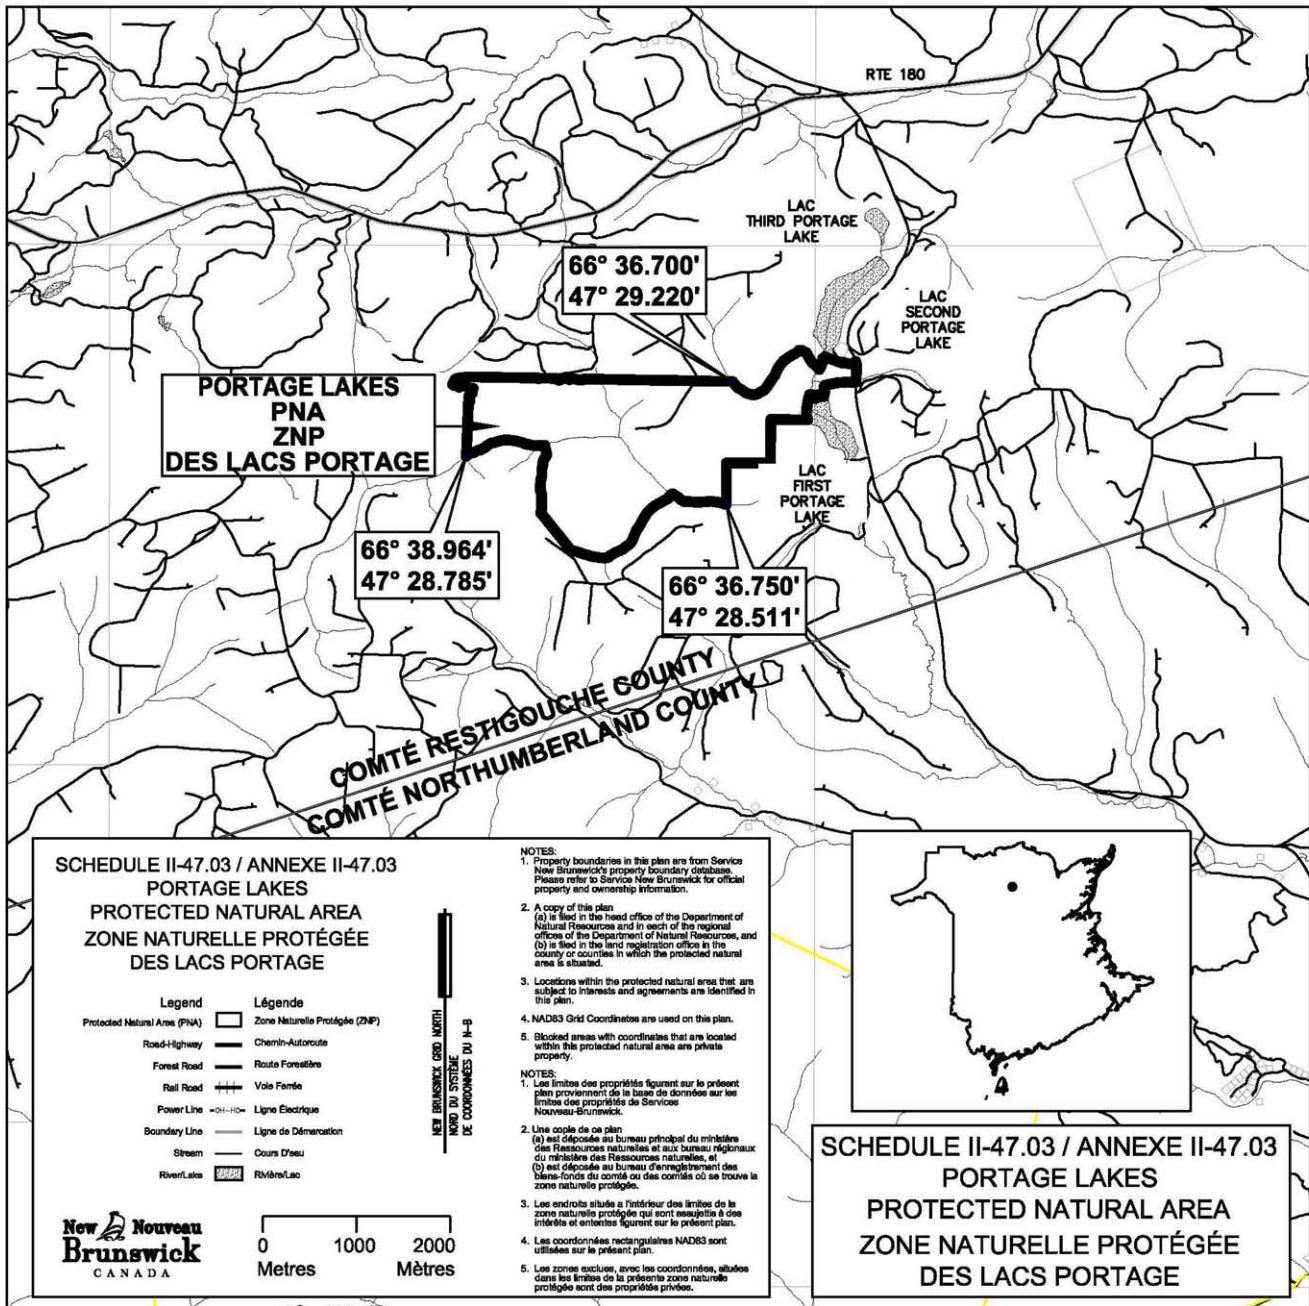 RTE 180
LAC
THIRD PORTAGE
LAKE
66° 36.700'
47° 29.220'
LAC
SECOND
PORTAGE
LAKE
PORTAGE LAKES
PNA
ZNP
DES LACS PORTAGE
LAC
FIRST
PORTAGE
LAKE
66° 38.964'
47° 28.785'
66° 36.750'
47° 28.511'
COMTÉ RESTIGOUCHE COUNTY
COMTÉ NORTHUMBERLAND COUNTY
SCHEDULE II-47.03 / ANNEXE II-47.03
PORTAGE LAKES
PROTECTED NATURAL AREA
ZONE NATURELLE PROTÉGÉE
DES LACS PORTAGE
Legend Légende
Protected Natural Area (PNA) Zone Naturelle Protégée (ZNP)
Road-Highway Chemin-Autoroute
Forest Road Route Forestière
Rail Road Voie Ferrée
Power Line -OH-HO- Ligne Électrique
Boundary Line Ligne de Démarcation
Stream Cours D'eau
River/Lake Rivière/Lac
NEW BRUNSWICK GRID NORTH
NORD DU SYSTÈME
DE COORDONNÉES DU N-B
New Nouveau
Brunswick
CANADA
0 1000 2000
Metres Mètres
NOTES:
1. Property boundaries in this plan are from Service
New Brunswick's property boundary database.
Please refer to Service New Brunswick for official
property and ownership information.
2. A copy of this plan
(a) is filed in the head office of the Department of
Natural Resources and in each of the regional
offices of the Department of Natural Resources, and
(b) is filed in the land registration office in the
county or counties in which the protected natural
area is situated.
3. Locations within the protected natural area that are
subject to interests and agreements are identified in
this plan.
4. NAD83 Grid Coordinates are used on this plan.
5. Blocked areas with coordinates that are located
within this protected natural area are private
property.
NOTES:
1. Les limites des propriétés figurant sur le présent
plan proviennent de la base de données sur les
limites des propriétés de Services
Nouveau-Brunswick.
2. Une copie de ce plan
(a) est déposée au bureau principal du ministère
des Ressources naturelles et aux bureau régionaux
du ministère des Ressources naturelles, et
(b) est déposée au bureau d'enregistrement des
biens-fonds du comté ou des comtés où se trouve la
zone naturelle protégée.
3. Les endroits situés a l'intérieur des limites de la
zone naturelle protégée qui sont assujettis à des
intérêts et ententes figurent sur le présent plan.
4. Les coordonnées rectangulaires NAD83 sont
utilisées sur le présent plan.
5. Les zones exclues, avec les coordonnées, situées
dans les limites de la présente zone naturelle
protégée sont des propriétés privées.
SCHEDULE II-47.03 / ANNEXE II-47.03
PORTAGE LAKES
PROTECTED NATURAL AREA
ZONE NATURELLE PROTÉGÉE
DES LACS PORTAGE